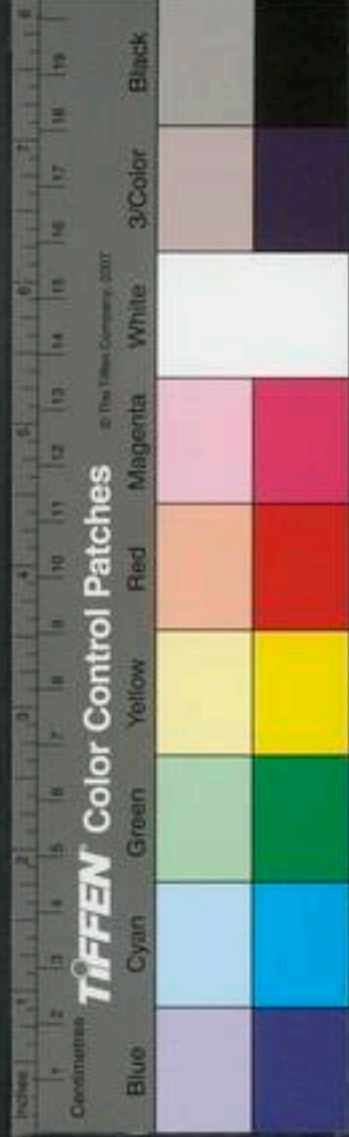 Inches 1 2 3 4 5 6 7 8
Centimetres 1 2 3 4 5 6 7 8 9 10 11 12 13 14 15 16 17 18 19
TIFFEN Color Control Patches © The Tiffen Company, 2007
Blue Cyan Green Yellow Red Magenta White 3/Color Black